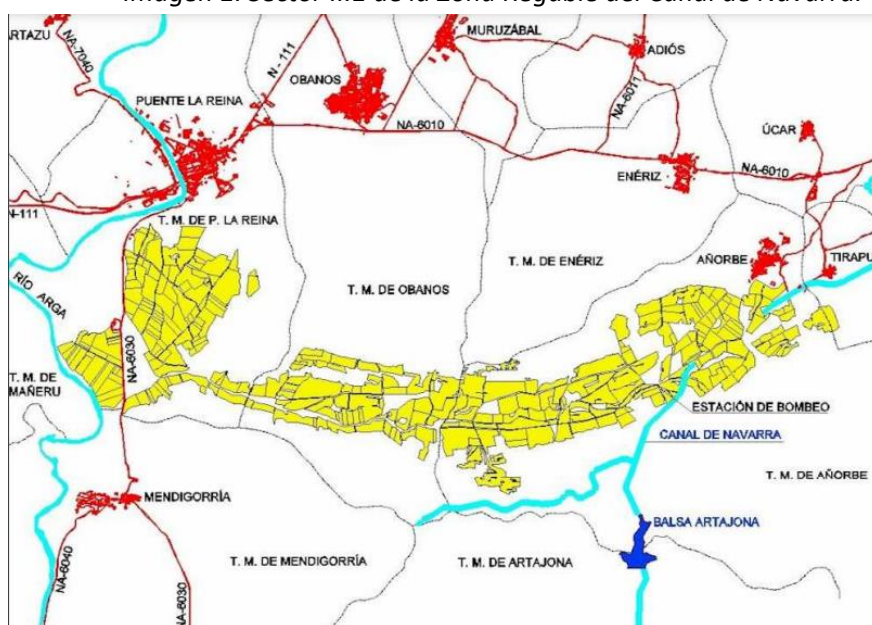 ARTAZU
NA-7040
N - 111
MURUZÁBAL
ADIÓS
OBANOS
PUENTE LA REINA
NA-6011
ÚCAR
NA-6010
NA-6010
ENÉRIZ
N-111
T. M. DE P. LA REINA
T. M. DE ENÉRIZ
AÑORBE
TIRAPU
RÍO ARGA
T. M. DE OBANOS
NA-6030
T. M. DE
MAÑERU
ESTACIÓN DE BOMBEO
CANAL DE NAVARRA
T. M. DE AÑORBE
MENDIGORRÍA
BALSA ARTAJONA
T. M. DE MENDIGORRÍA
T. M. DE ARTAJONA
NA-6040
NA-6030